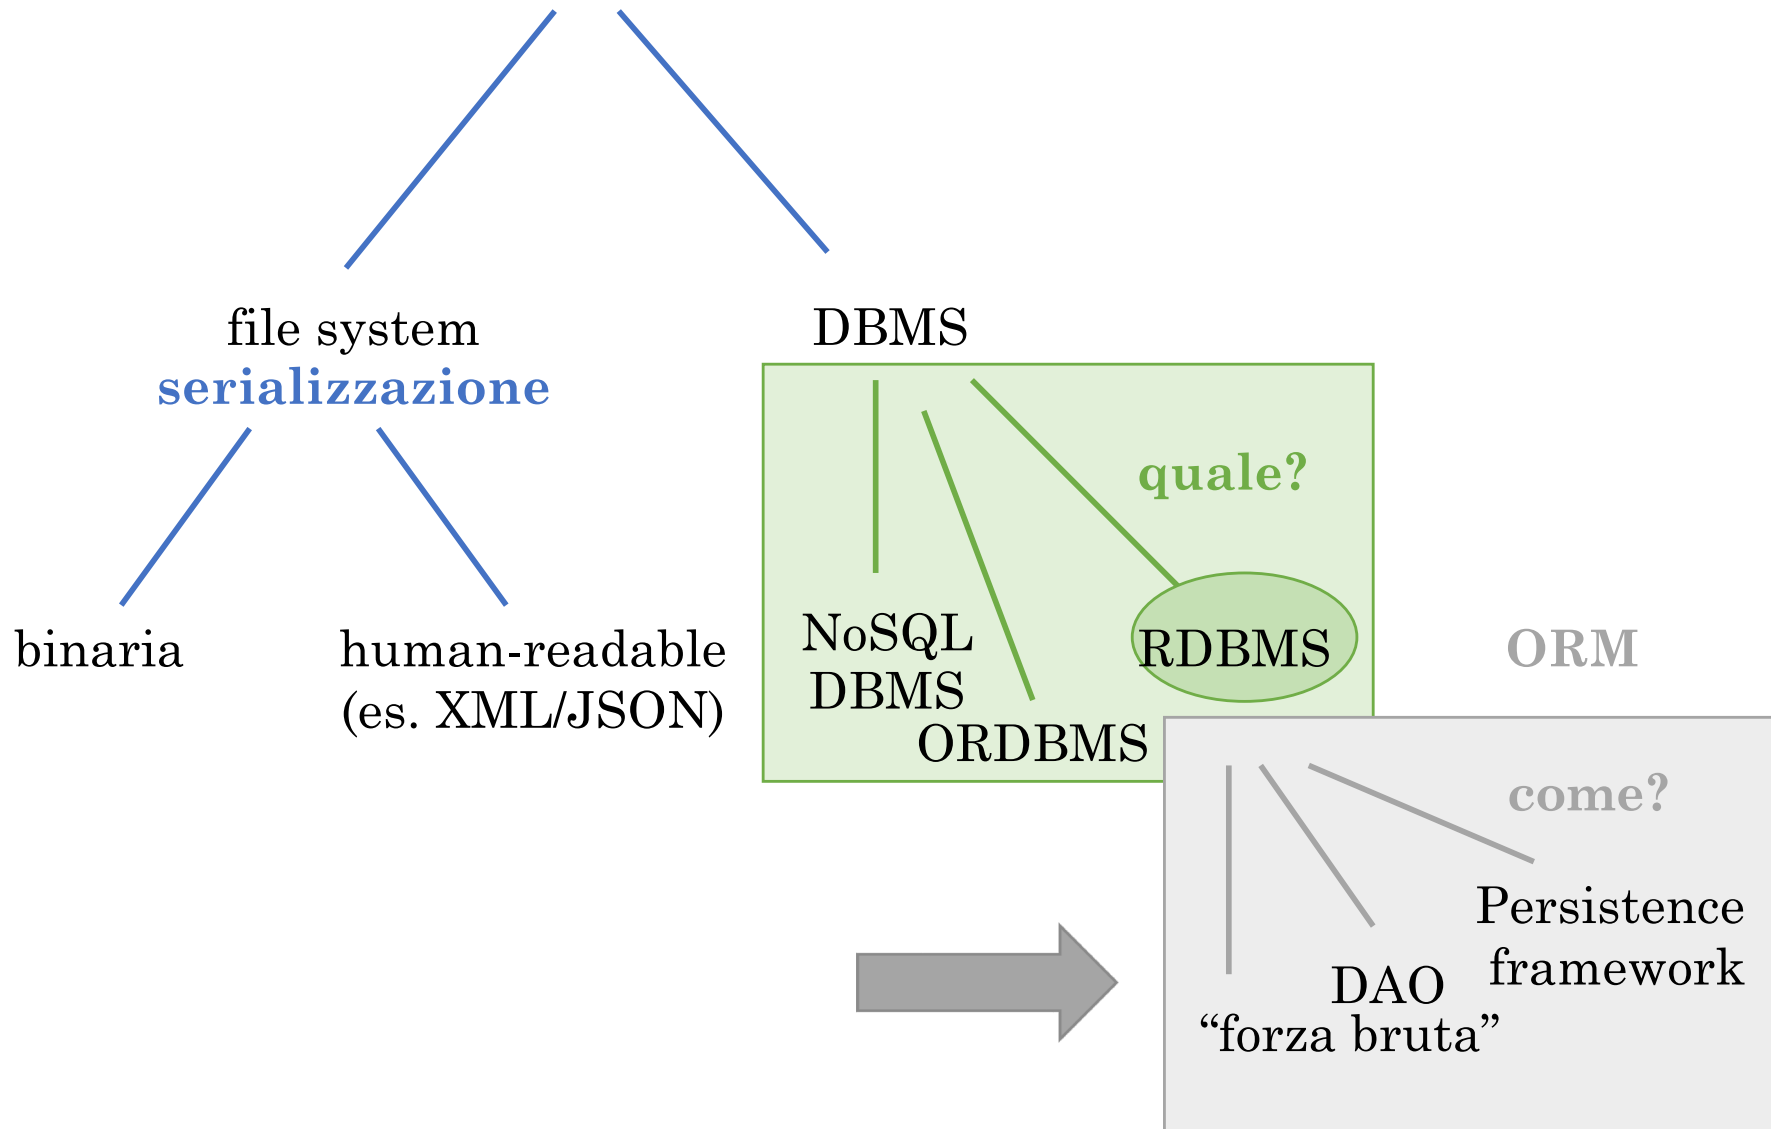 file system
serializzazione
DBMS
quale?
binaria
human-readable
(es. XML/JSON)
NoSQL
DBMS
ORDBMS
RDBMS
ORM
come?
Persistence
framework
DAO
“forza bruta”